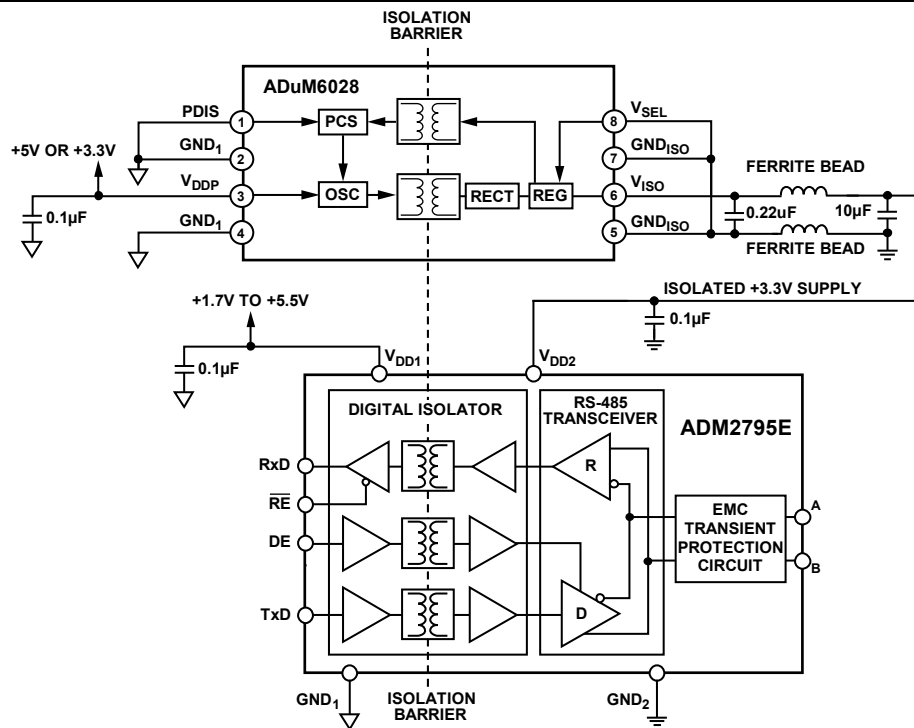 ISOLATION
BARRIER
ADuM6028
PDIS
1
PCS
8
VSEL
GND1
2
7
GNDISO
+5V OR +3.3V
VDDP
3
OSC
RECT
REG
6
VISO
FERRITE BEAD
0.1µF
GND1
4
5
GNDISO
0.22uF
10µF
FERRITE BEAD
+1.7V TO +5.5V
ISOLATED +3.3V SUPPLY
0.1µF
0.1µF
VDD1
VDD2
DIGITAL ISOLATOR
RS-485
TRANSCEIVER
ADM2795E
RxD
R
RE
DE
EMC
TRANSIENT
PROTECTION
CIRCUIT
A
B
TxD
D
GND1
ISOLATION
BARRIER
GND2